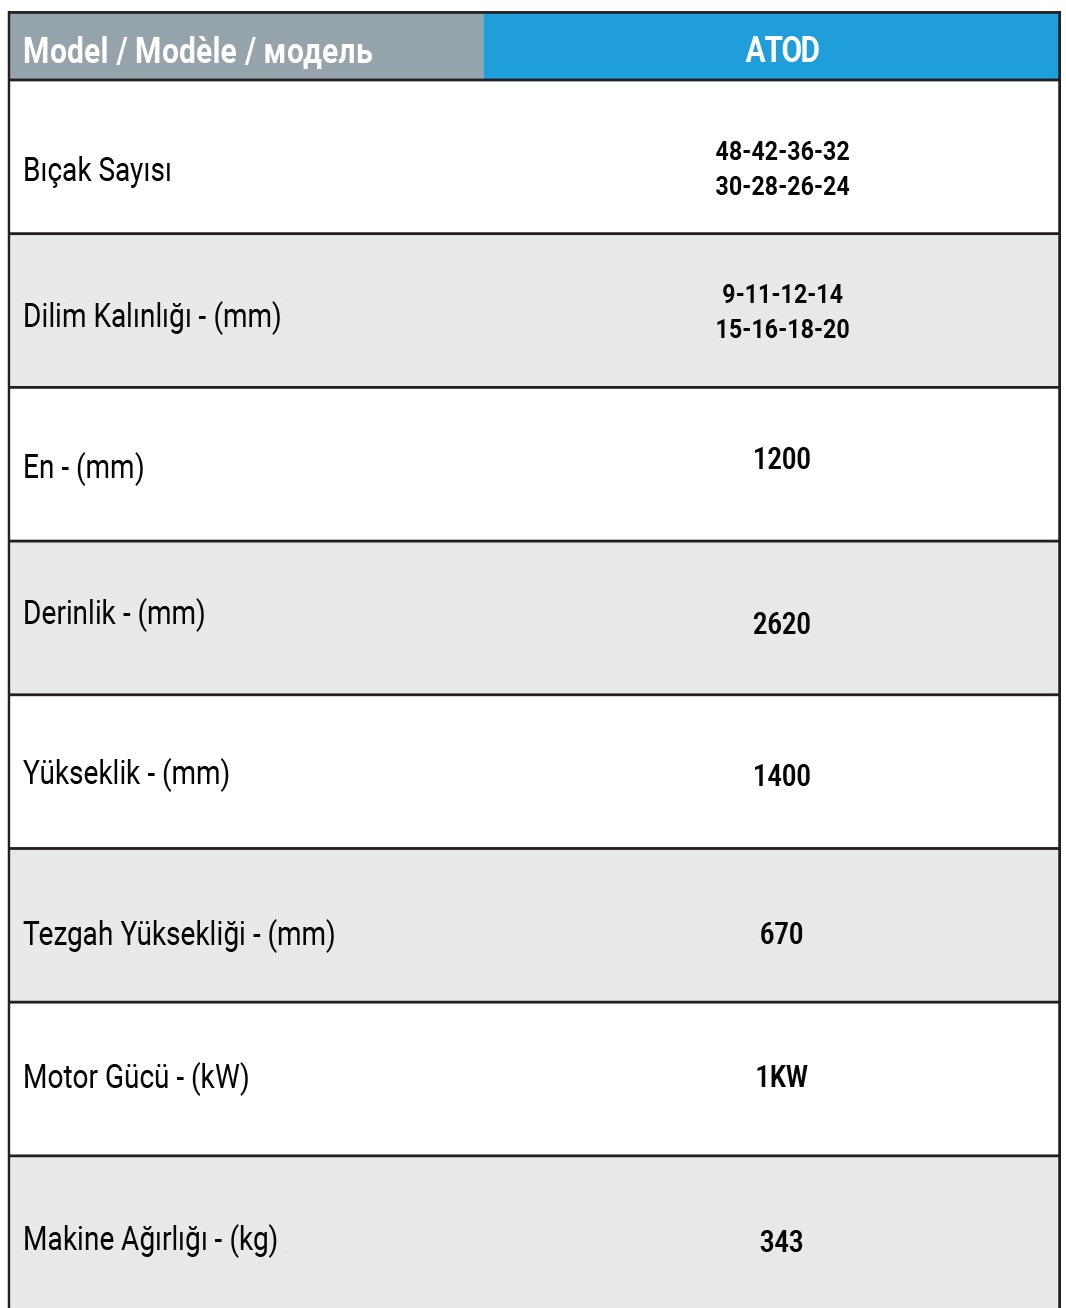 Model / Modèle / модель
ATOD
Bıçak Sayısı
48-42-36-32
30-28-26-24
Dilim Kalınlığı - (mm)
9-11-12-14
15-16-18-20
En - (mm)
1200
Derinlik - (mm)
2620
Yükseklik - (mm)
1400
Tezgah Yüksekliği - (mm)
670
Motor Gücü - (kW)
1KW
Makine Ağırlığı - (kg)
343